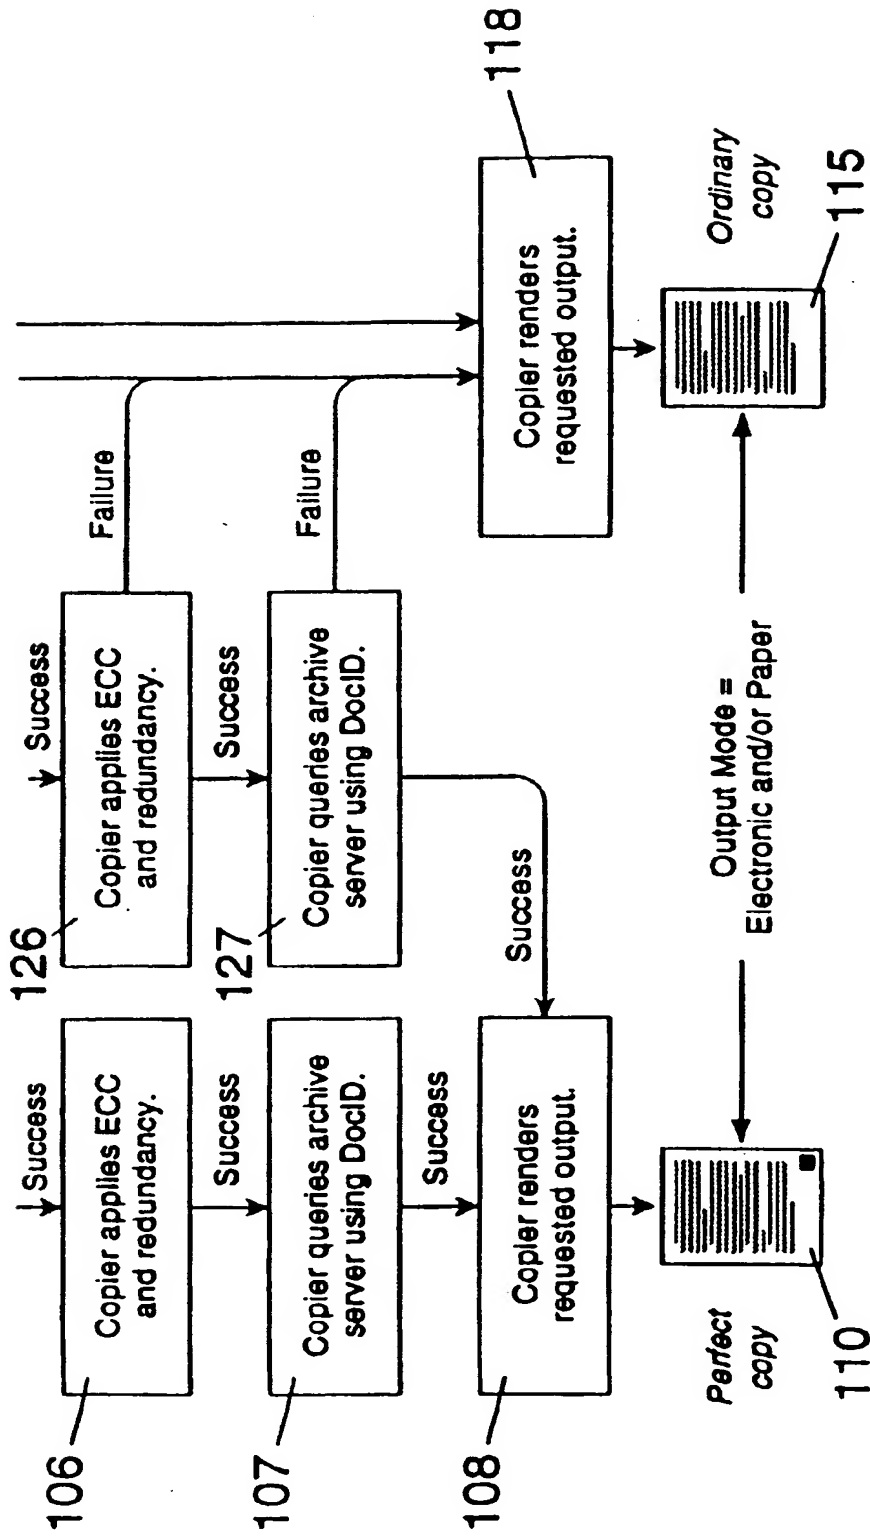 Success
106
Copier applies ECC
and redundancy.
Success
107
Copier queries archive
server using DocID.
Success
108
Copier renders
requested output.
Perfect
copy
110
Success
126
Copier applies ECC
and redundancy.
Failure
Success
127
Copier queries archive
server using DocID.
Failure
Success
118
Copier renders
requested output.
Output Mode =
Electronic and/or Paper
Ordinary
copy
115